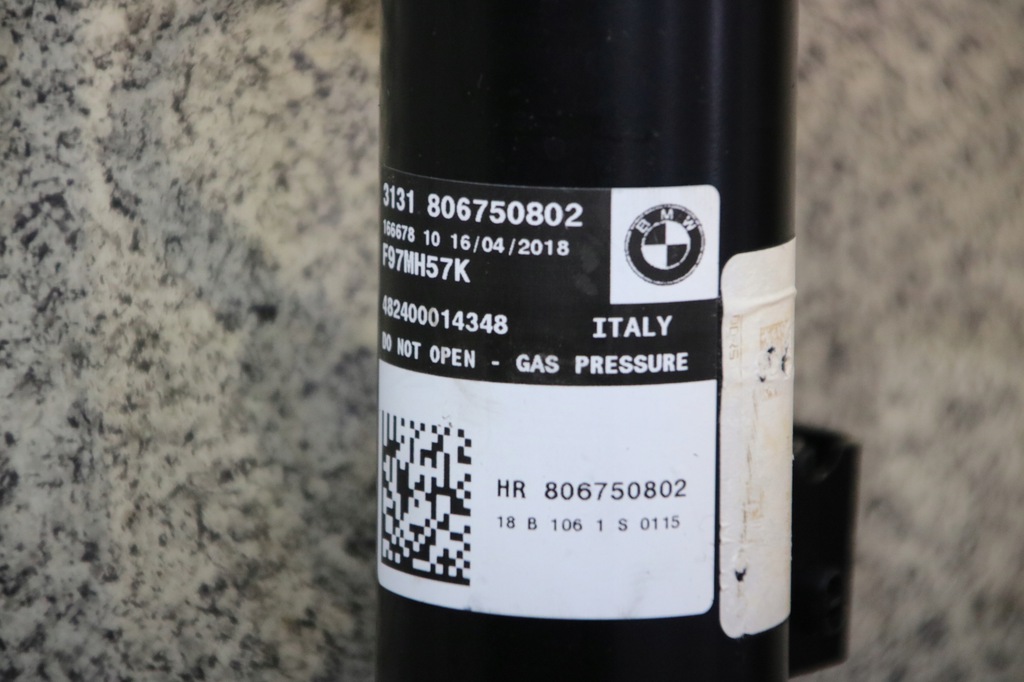 3131 806750802
166678 10 16/04/2018
F97MH57K
BMW
482400014348
ITALY
DO NOT OPEN - GAS PRESSURE
HR 806750802
18 B 106 1 S 0115